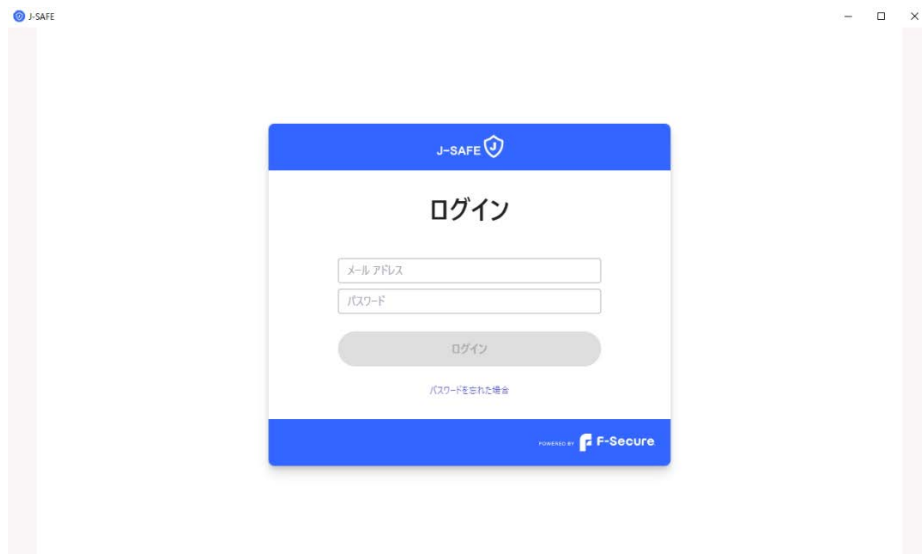 J-SAFE
J-SAFE
ログイン
メール アドレス
パスワード
ログイン
パスワードを忘れた場合
POWERED BY F-Secure